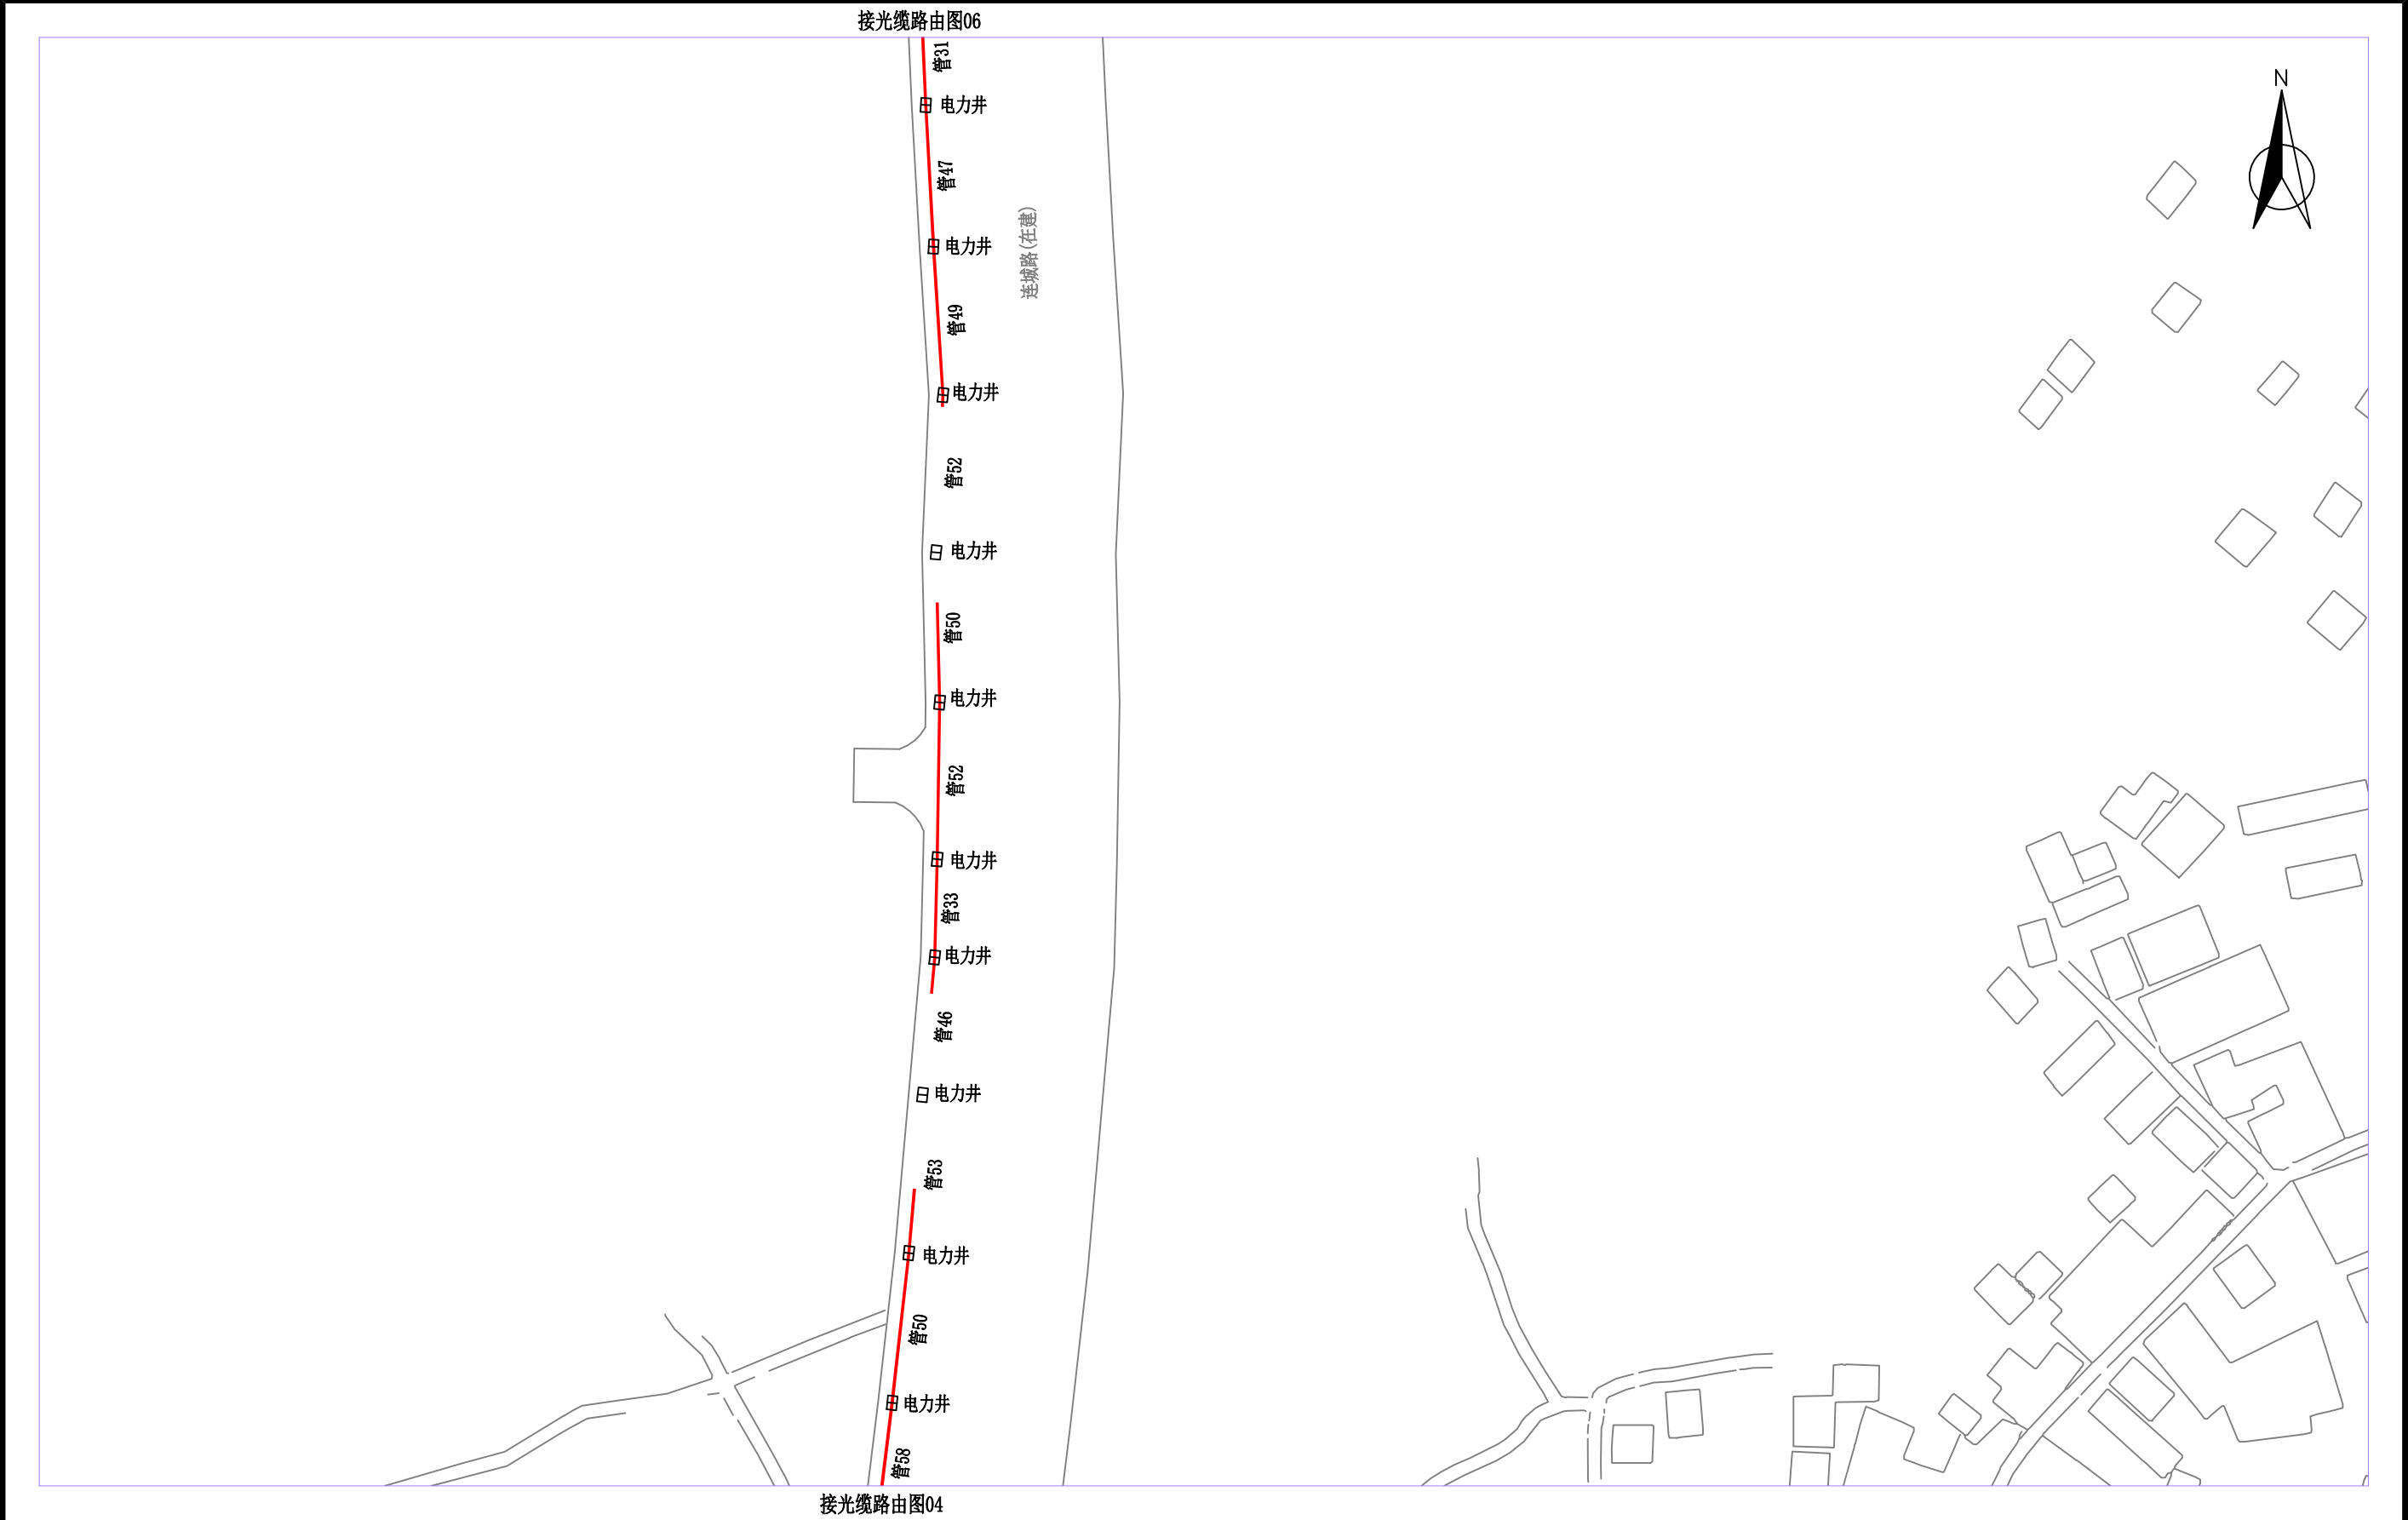 接光缆路由图06
管31
N
电力井
管47
连城路(在建)
电力井
管49
电力井
管52
电力井
管50
电力井
管52
电力井
管33
电力井
管46
电力井
管53
电力井
管50
电力井
管58
接光缆路由图04